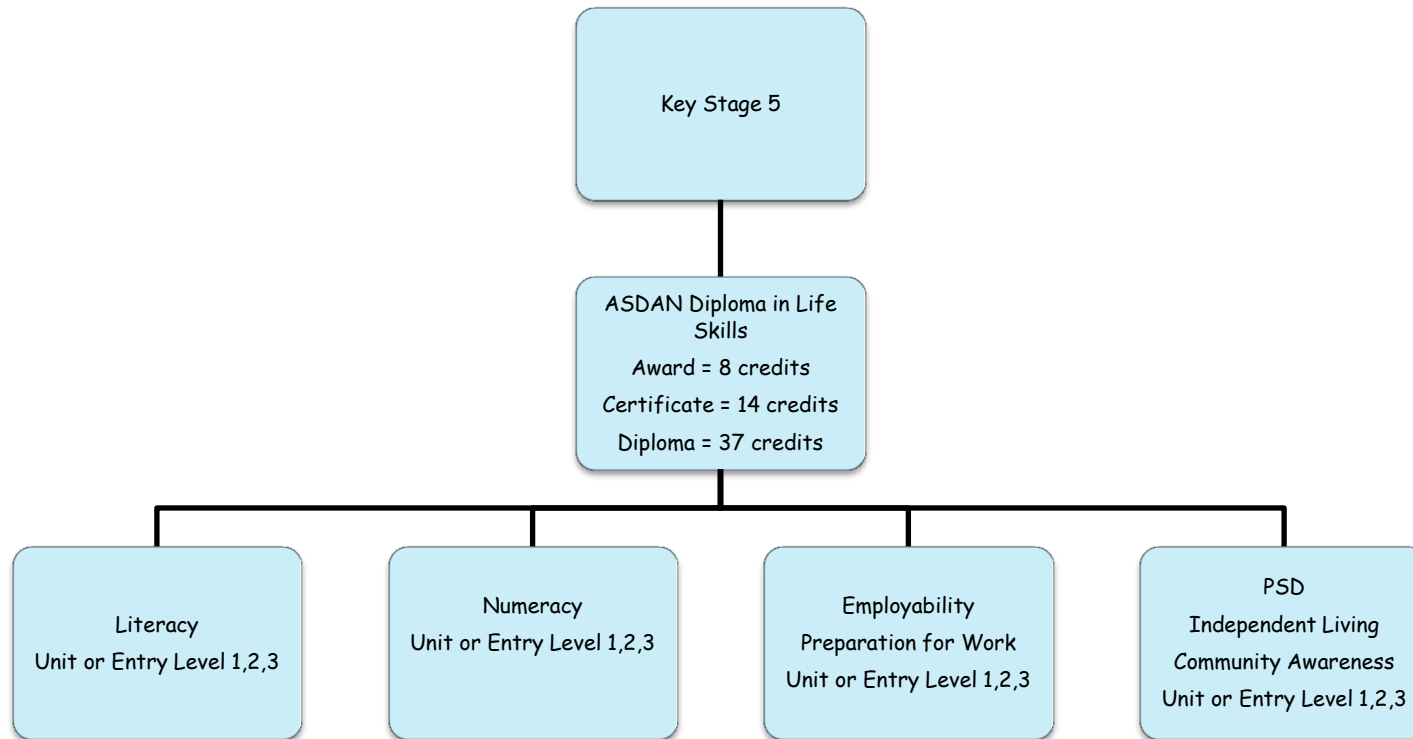 Key Stage 5
ASDAN Diploma in Life
Skills
Award = 8 credits
Certificate = 14 credits
Diploma = 37 credits
Literacy
Unit or Entry Level 1,2,3
Numeracy
Unit or Entry Level 1,2,3
Employability
Preparation for Work
Unit or Entry Level 1,2,3
PSD
Independent Living
Community Awareness
Unit or Entry Level 1,2,3